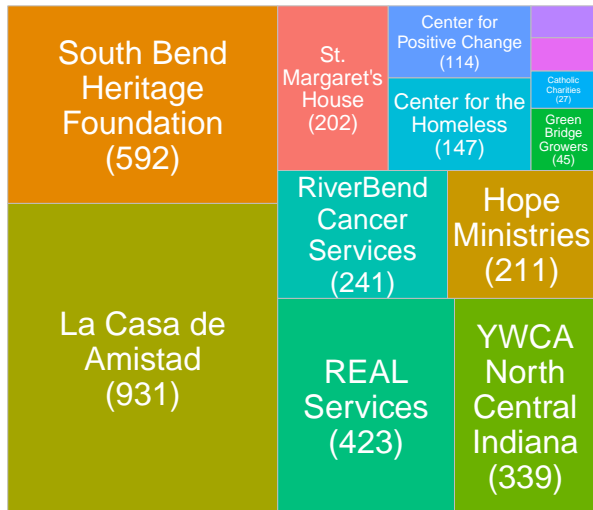 South Bend
Heritage
Foundation
(592)
La Casa de
Amistad
(931)
St.
Margaret's
House
(202)
Center for
Positive Change
(114)
Center for the
Homeless
(147)
Catholic
Charities
(27)
Green
Bridge
Growers
(45)
RiverBend
Cancer
Services
(241)
Hope
Ministries
(211)
REAL
Services
(423)
YWCA
North
Central
Indiana
(339)